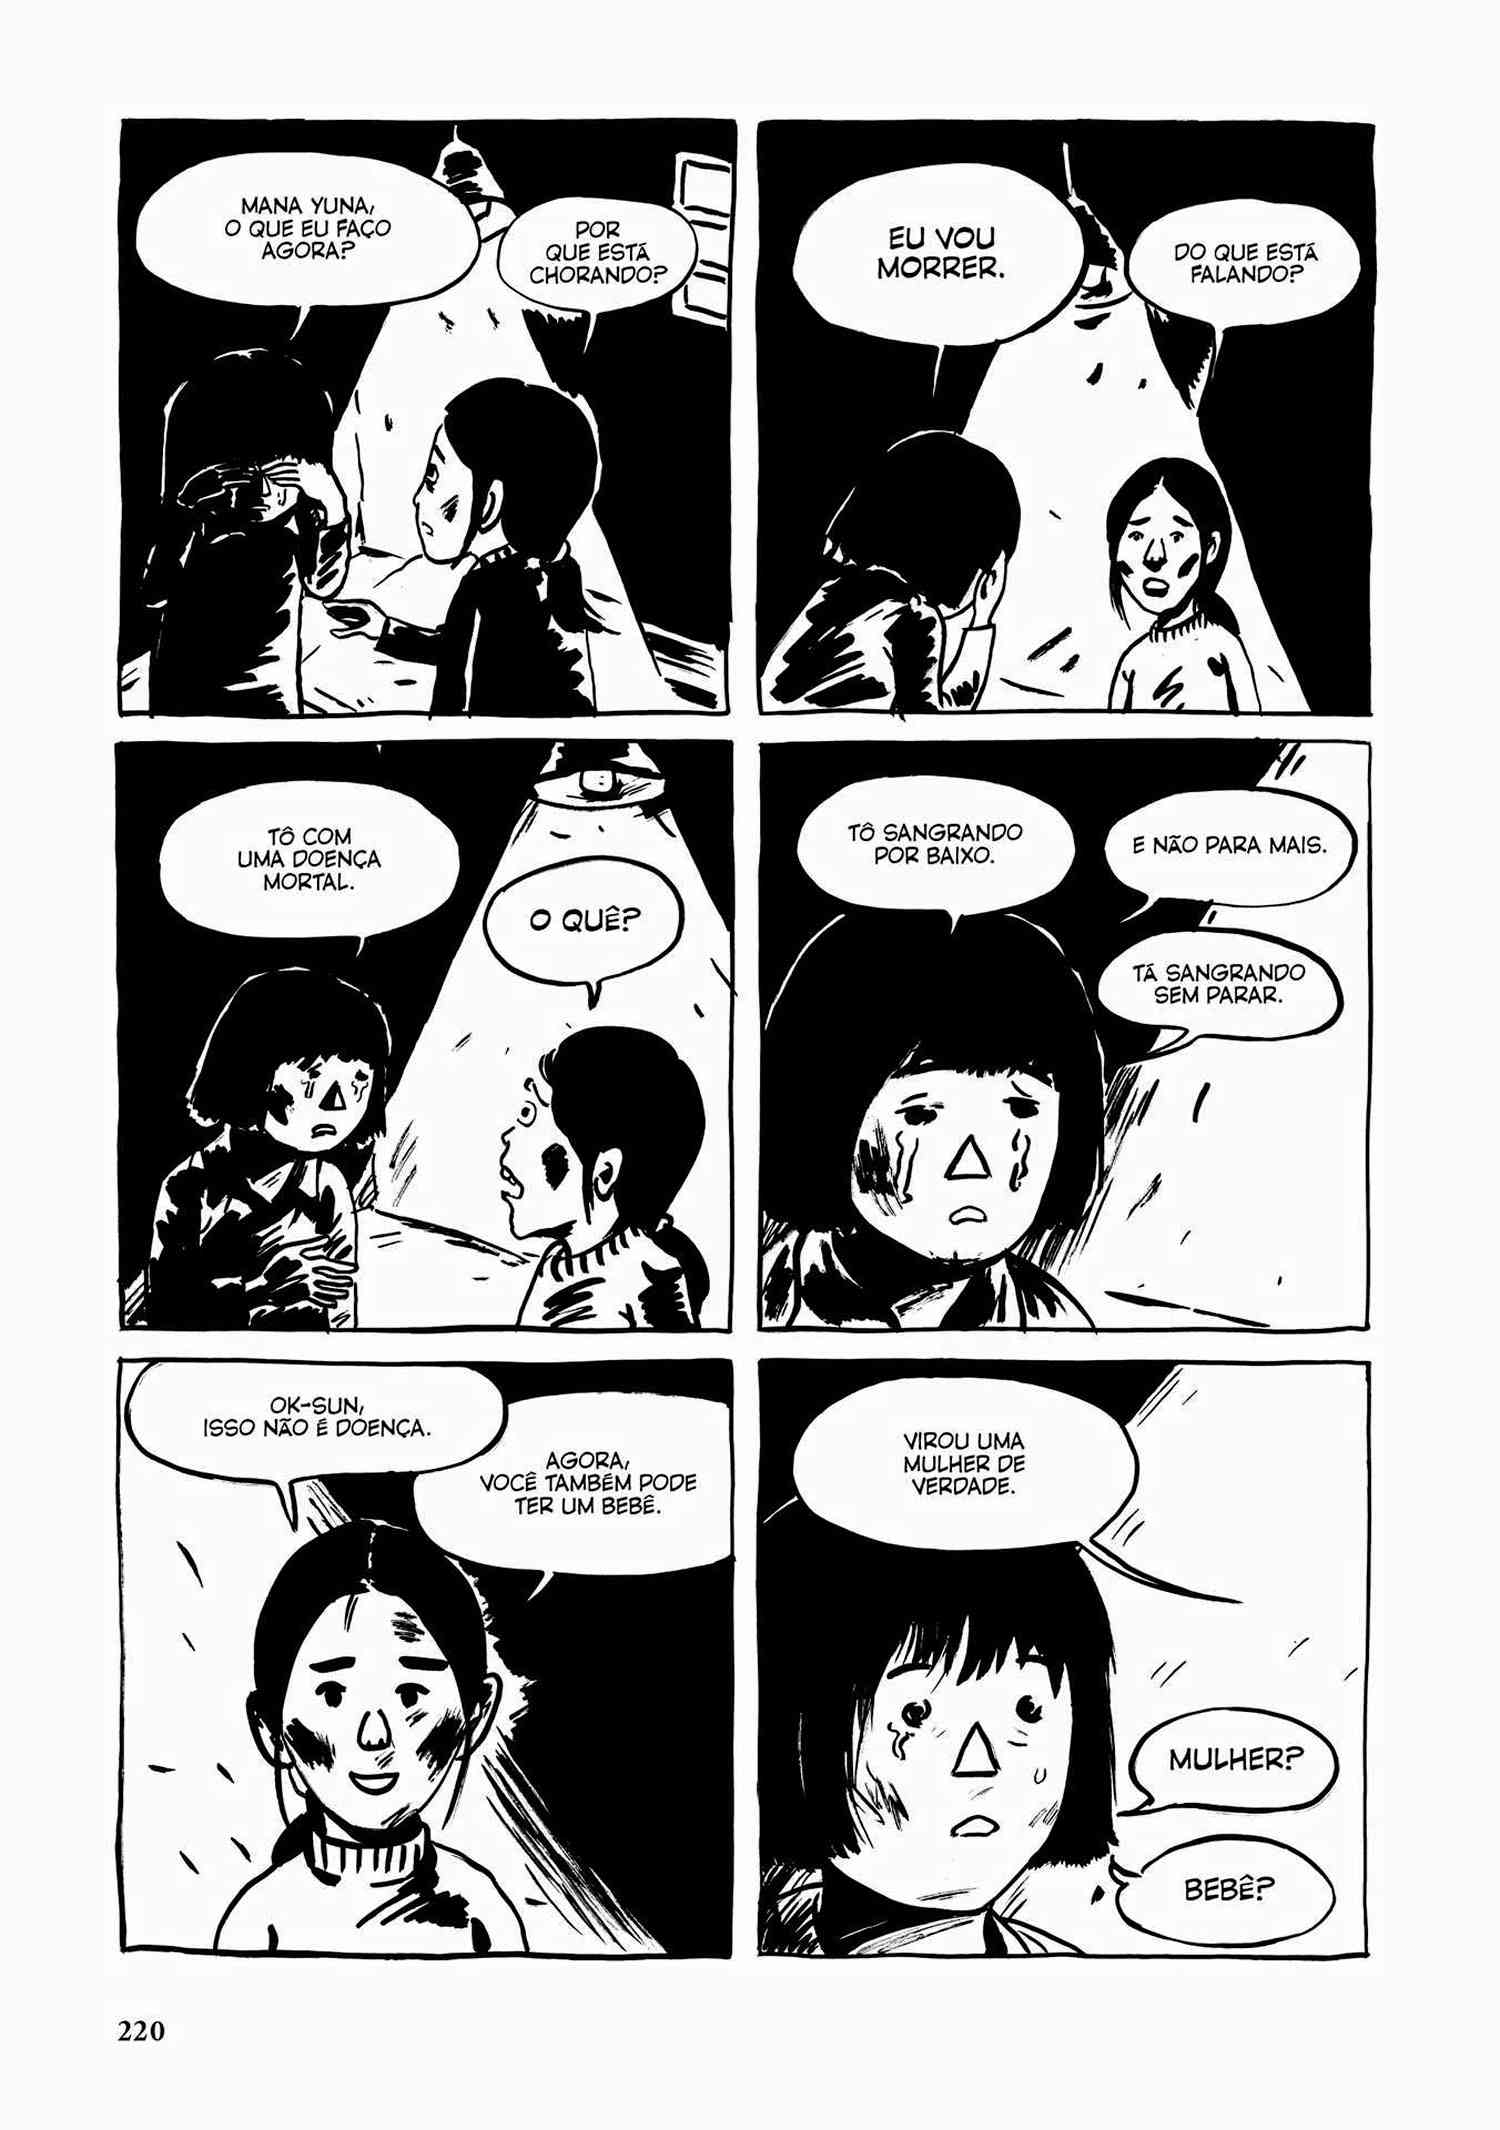 MANA YUNA,
O QUE EU FAÇO
AGORA?
POR
QUE ESTÁ
CHORANDO?
EU VOU
MORRER.
DO QUE ESTÁ
FALANDO?
TÔ COM
UMA DOENÇA
MORTAL.
O QUÊ?
TÔ SANGRANDO
POR BAIXO.
E NÃO PARA MAIS.
TÁ SANGRANDO
SEM PARAR.
OK-SUN,
ISSO NÃO É DOENÇA.
AGORA,
VOCÊ TAMBÉM PODE
TER UM BEBÊ.
VIROU UMA
MULHER DE
VERDADE.
MULHER?
BEBÊ?
220